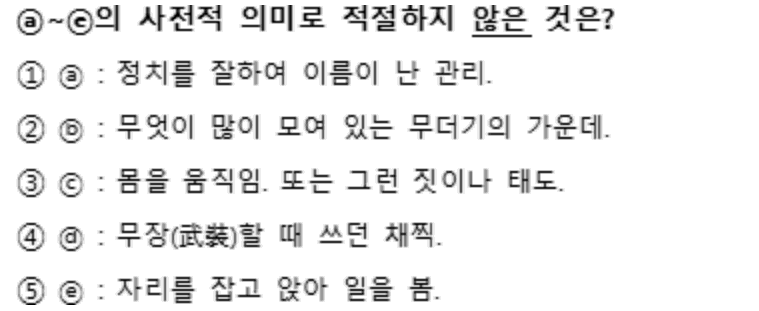 ⓐ~ⓔ의 사전적 의미로 적절하지 않은 것은?
① ⓐ : 정치를 잘하여 이름이 난 관리.
② ⓑ : 무엇이 많이 모여 있는 무더기의 가운데.
③ ⓒ : 몸을 움직임. 또는 그런 짓이나 태도.
④ ⓓ : 무장(武裝)할 때 쓰던 채찍.
⑤ ⓔ : 자리를 잡고 앉아 일을 봄.